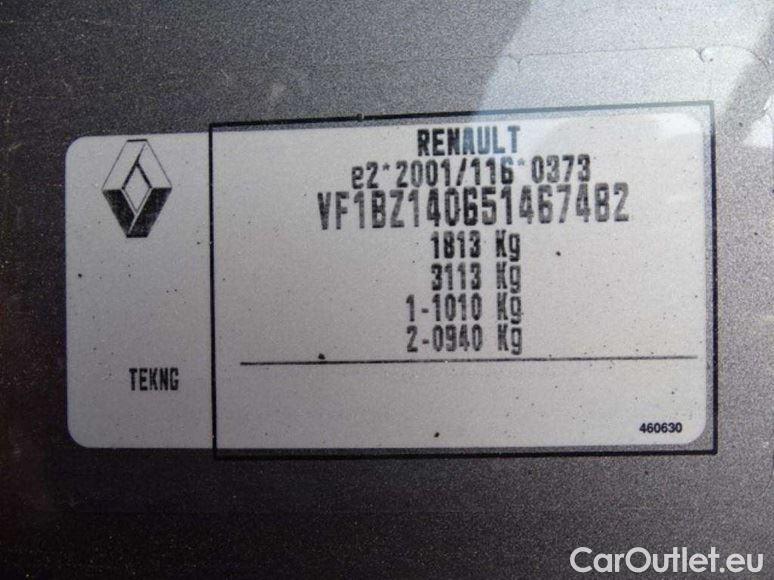 RENAULT
e2*2001/116*0373
VF1BZ140651467482
1813 Kg
3113 Kg
1-1010 Kg
2-0940 Kg
TEKNG
460630
CarOutlet.eu